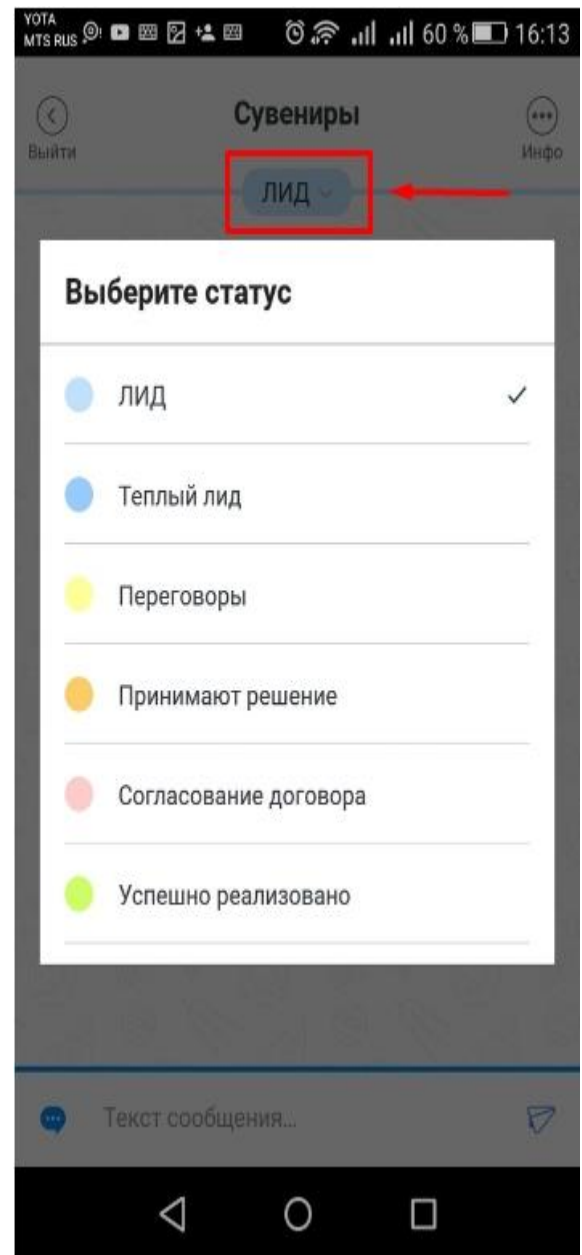 YOTA
MTS RUS 60 % 16:13
Сувениры
Выйти
Инфо
ЛИД
Выберите статус
ЛИД
Теплый лид
Переговоры
Принимают решение
Согласование договора
Успешно реализовано
Текст сообщения...